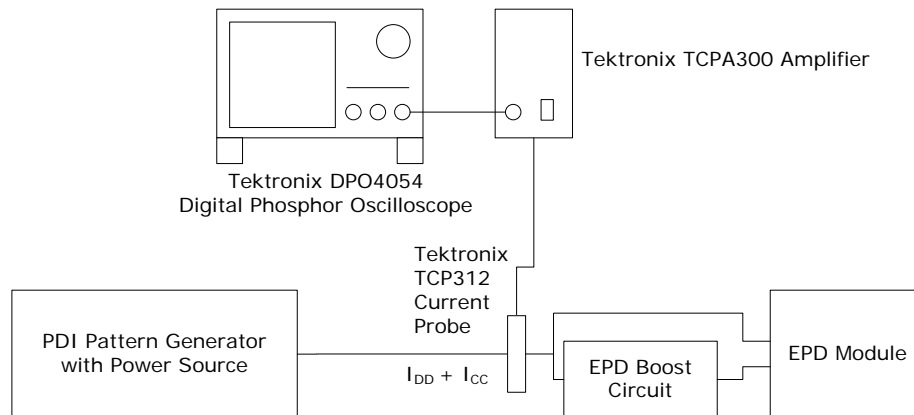 Tektronix TCPA300 Amplifier
Tektronix DPO4054
Digital Phosphor Oscilloscope
Tektronix
TCP312
Current
Probe
PDI Pattern Generator
with Power Source
IDD + ICC
EPD Boost
Circuit
EPD Module